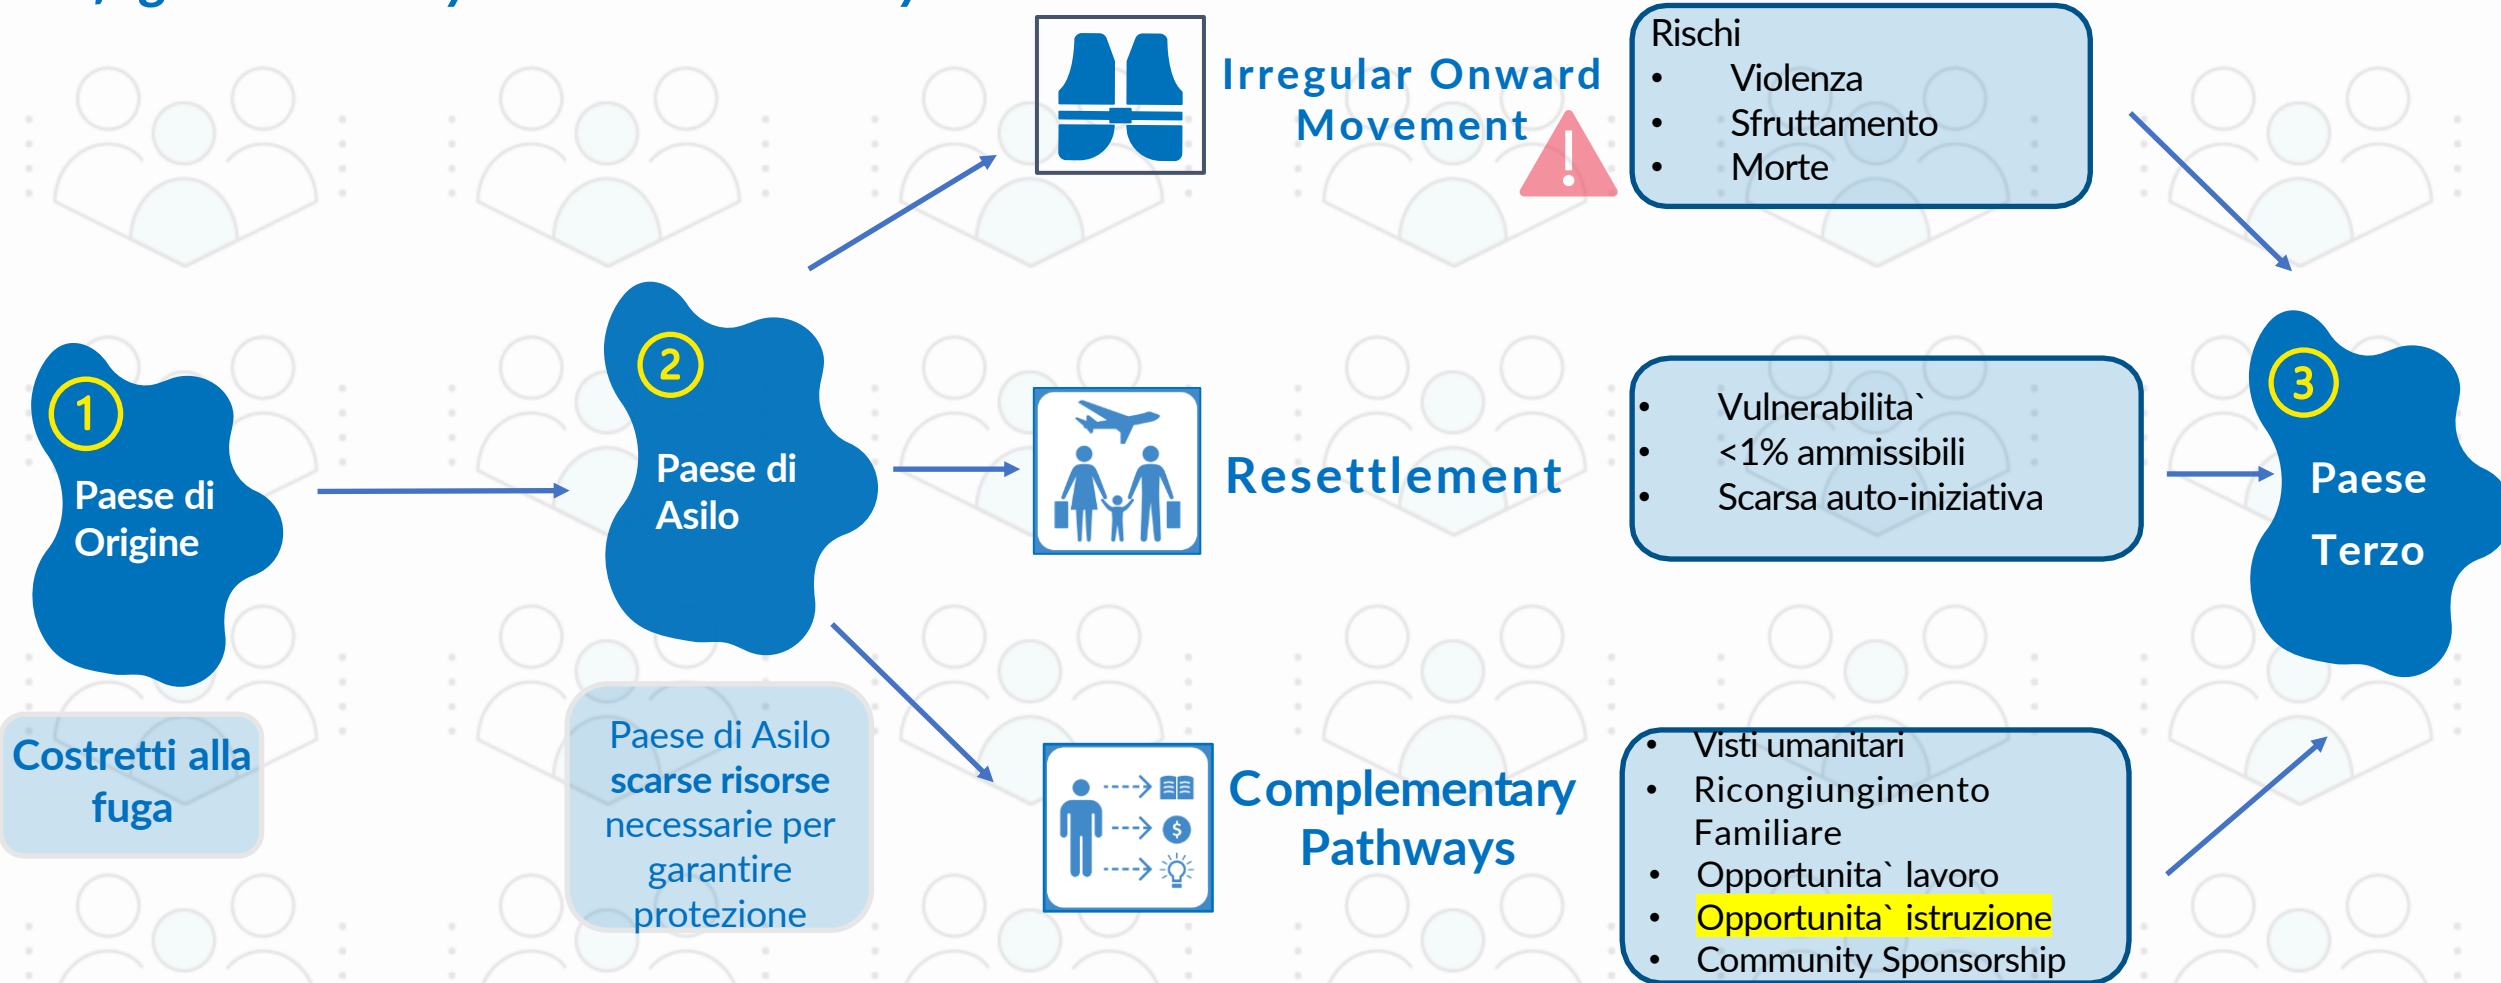 Irregular Onward
Movement
Rischi
• Violenza
• Sfruttamento
• Morte
1
Paese di
Origine
Costretti alla
fuga
2
Paese di
Asilo
Paese di Asilo
scarse risorse
necessarie per
garantire
protezione
Resettlement
• Vulnerabilita`
• <1% ammissibili
• Scarsa auto-iniziativa
Complementary
Pathways
$
• Visti umanitari
• Ricongiungimento
Familiare
• Opportunita` lavoro
• Opportunita` istruzione
• Community Sponsorship
3
Paese
Terzo